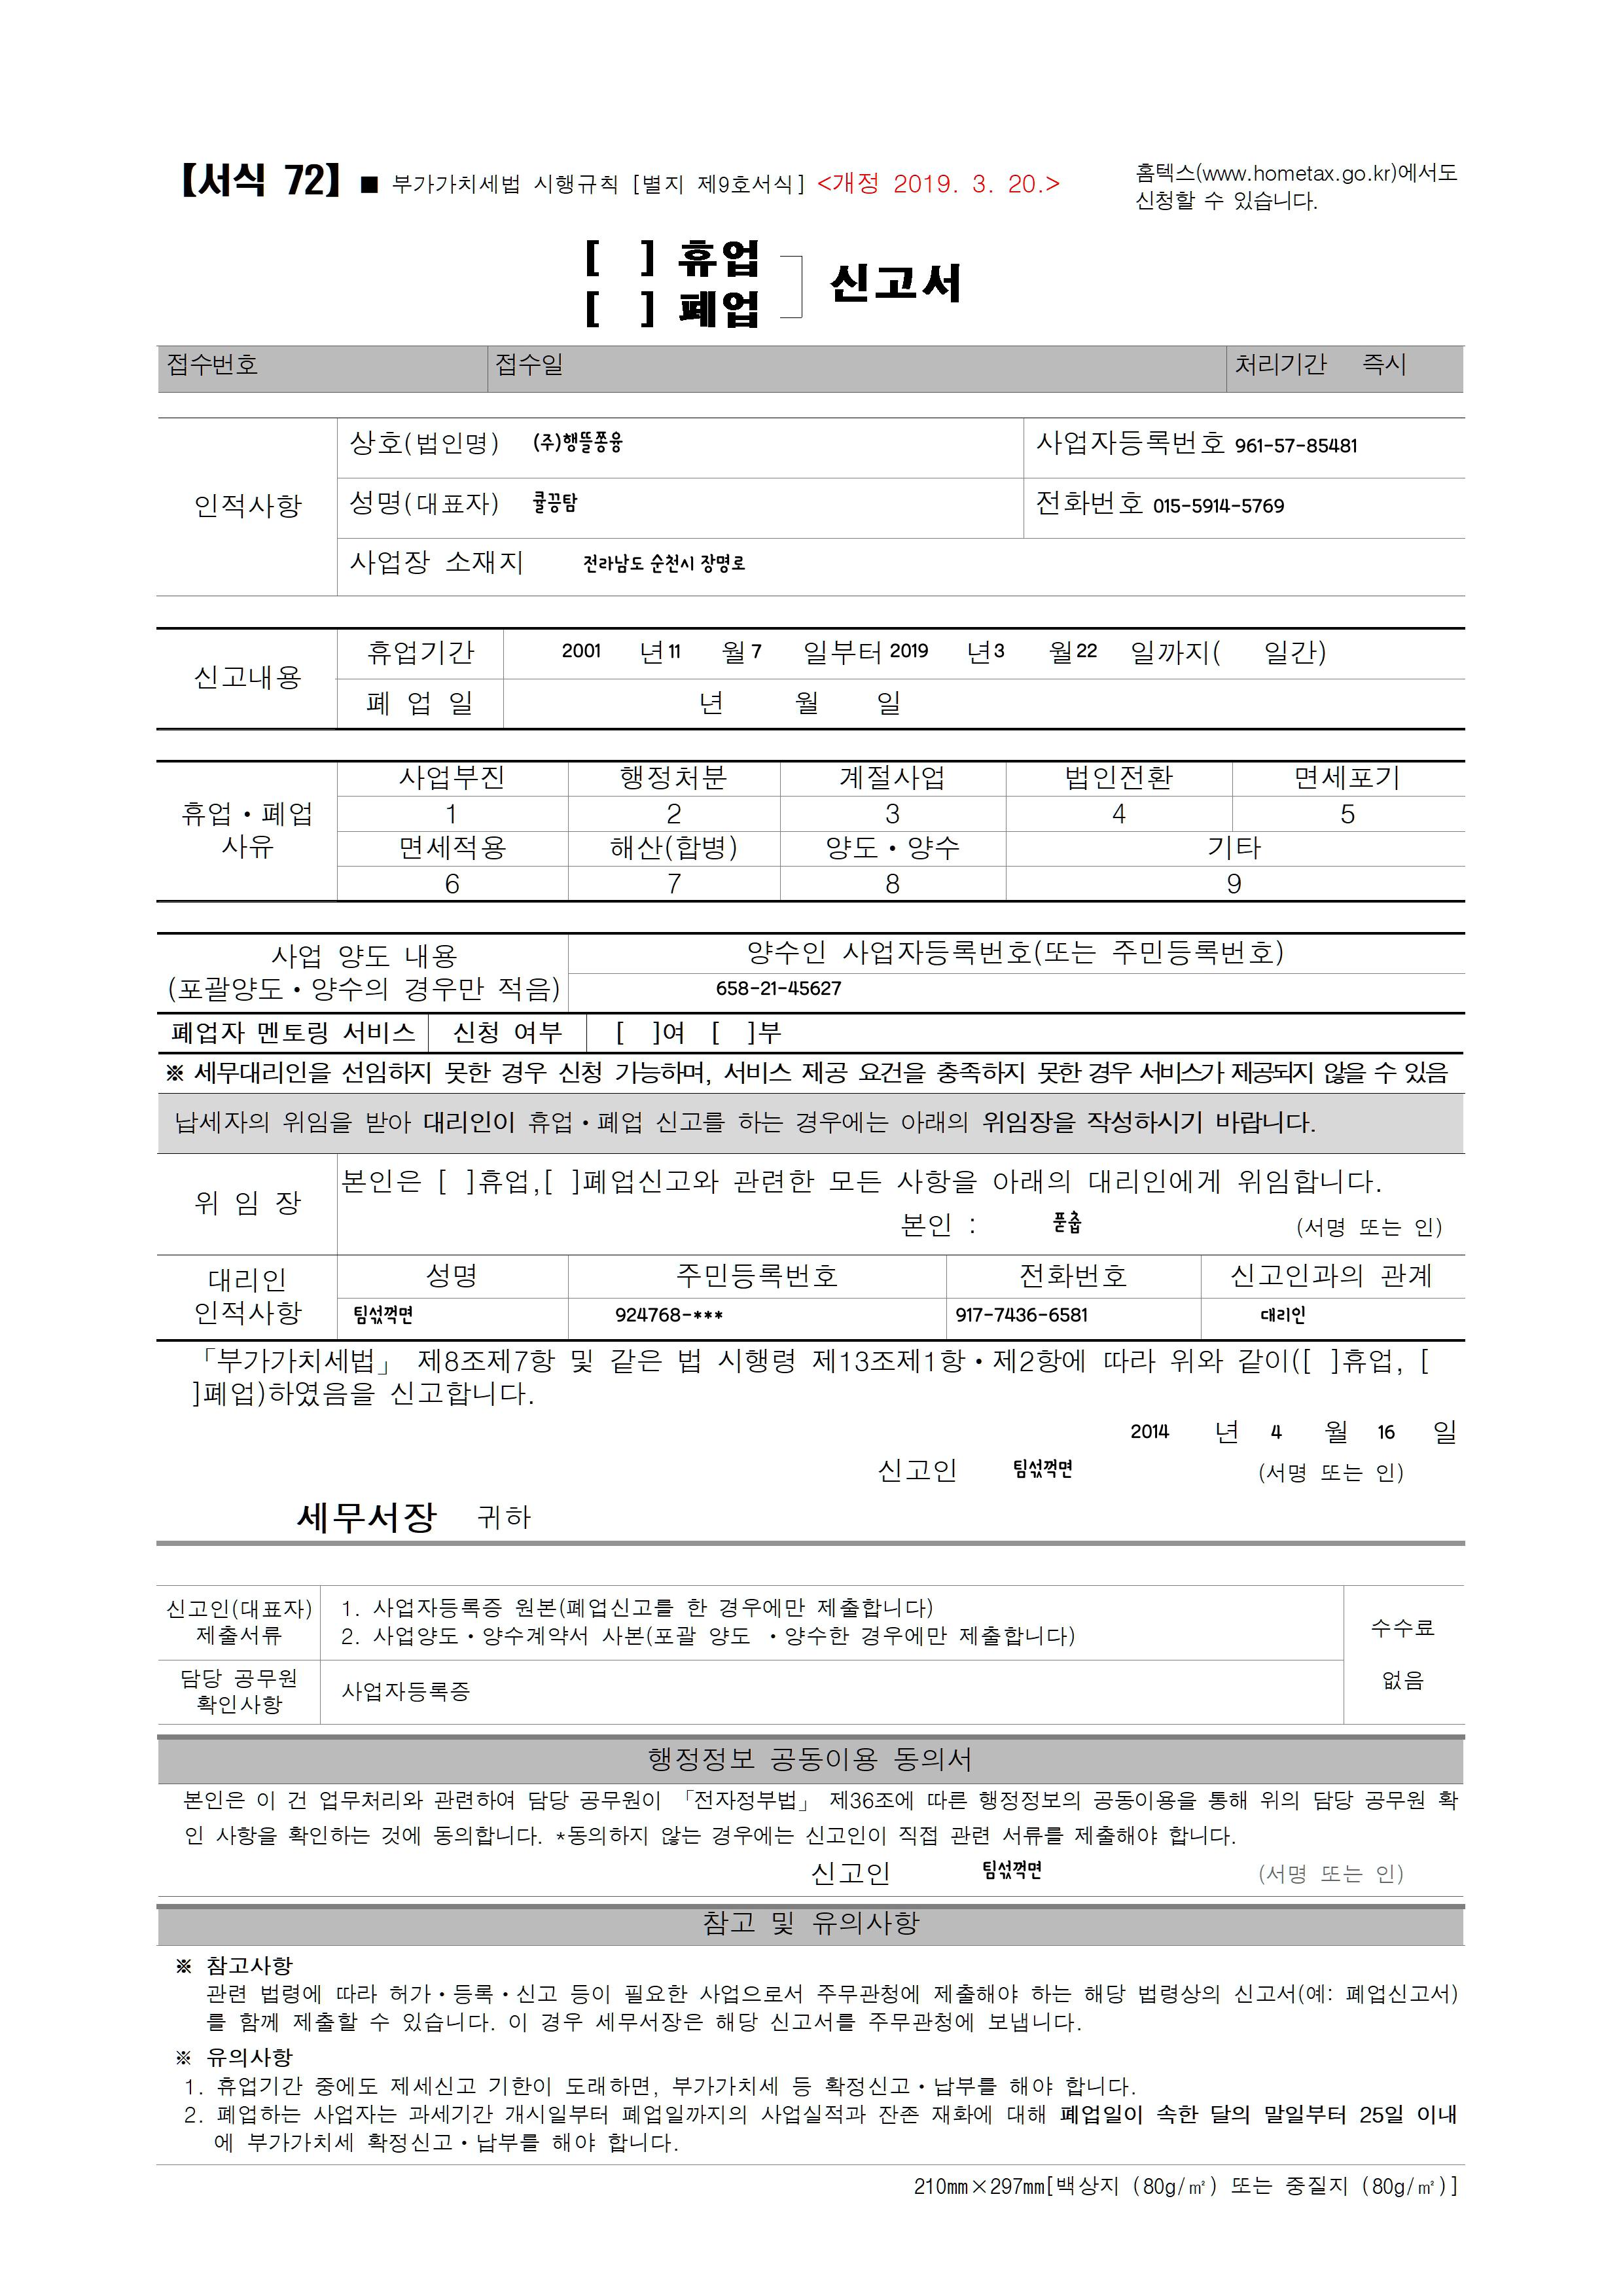 【서식 72】 ■ 부가가치세법 시행규칙 [별지 제9호서식] <개정 2019. 3. 20.>
홈텍스(www.hometax.go.kr)에서도
신청할 수 있습니다.
[ ] 휴업
[ ] 폐업
신고서
접수번호 접수일 처리기간 즉시
인적사항
상호(법인명) (주)행뜰쫑융 사업자등록번호 961-57-85481
성명(대표자) 쿨끙탐 전화번호 015-5914-5769
사업장 소재지 전라남도 순천시 장명로
신고내용
휴업기간 2001 년 11 월 7 일부터 2019 년 3 월 22 일까지( 일간)
폐 업 일 년 월 일
휴업·폐업
사유
사업부진 행정처분 계절사업 법인전환 면세포기
1 2 3 4 5
면세적용 해산(합병) 양도·양수 기타
6 7 8 9
사업 양도 내용
(포괄양도·양수의 경우만 적음)
양수인 사업자등록번호(또는 주민등록번호)
658-21-45627
폐업자 멘토링 서비스 신청 여부 [ ]여 [ ]부
※ 세무대리인을 선임하지 못한 경우 신청 가능하며, 서비스 제공 요건을 충족하지 못한 경우 서비스가 제공되지 않을 수 있음
납세자의 위임을 받아 대리인이 휴업·폐업 신고를 하는 경우에는 아래의 위임장을 작성하시기 바랍니다.
위 임 장
본인은 [ ]휴업,[ ]폐업신고와 관련한 모든 사항을 아래의 대리인에게 위임합니다.
본인 : 푿춥 (서명 또는 인)
대리인
인적사항
성명 주민등록번호 전화번호 신고인과의 관계
팀섟꺽면 924768-*** 917-7436-6581 대리인
「부가가치세법」 제8조제7항 및 같은 법 시행령 제13조제1항·제2항에 따라 위와 같이([ ]휴업, [
]폐업)하였음을 신고합니다.
2014 년 4 월 16 일
신고인 팀섟꺽면 (서명 또는 인)
세무서장 귀하
신고인(대표자)
제출서류
1. 사업자등록증 원본(폐업신고를 한 경우에만 제출합니다)
2. 사업양도·양수계약서 사본(포괄 양도 ·양수한 경우에만 제출합니다)
수수료
없음
담당 공무원
확인사항
사업자등록증
행정정보 공동이용 동의서
본인은 이 건 업무처리와 관련하여 담당 공무원이 「전자정부법」 제36조에 따른 행정정보의 공동이용을 통해 위의 담당 공무원 확
인 사항을 확인하는 것에 동의합니다. *동의하지 않는 경우에는 신고인이 직접 관련 서류를 제출해야 합니다.
신고인 팀섟꺽면 (서명 또는 인)
참고 및 유의사항
※ 참고사항
관련 법령에 따라 허가·등록·신고 등이 필요한 사업으로서 주무관청에 제출해야 하는 해당 법령상의 신고서(예: 폐업신고서)
를 함께 제출할 수 있습니다. 이 경우 세무서장은 해당 신고서를 주무관청에 보냅니다.
※ 유의사항
1. 휴업기간 중에도 제세신고 기한이 도래하면, 부가가치세 등 확정신고·납부를 해야 합니다.
2. 폐업하는 사업자는 과세기간 개시일부터 폐업일까지의 사업실적과 잔존 재화에 대해 폐업일이 속한 달의 말일부터 25일 이내
에 부가가치세 확정신고·납부를 해야 합니다.
210mm×297mm[백상지 (80g/㎡) 또는 중질지 (80g/㎡)]